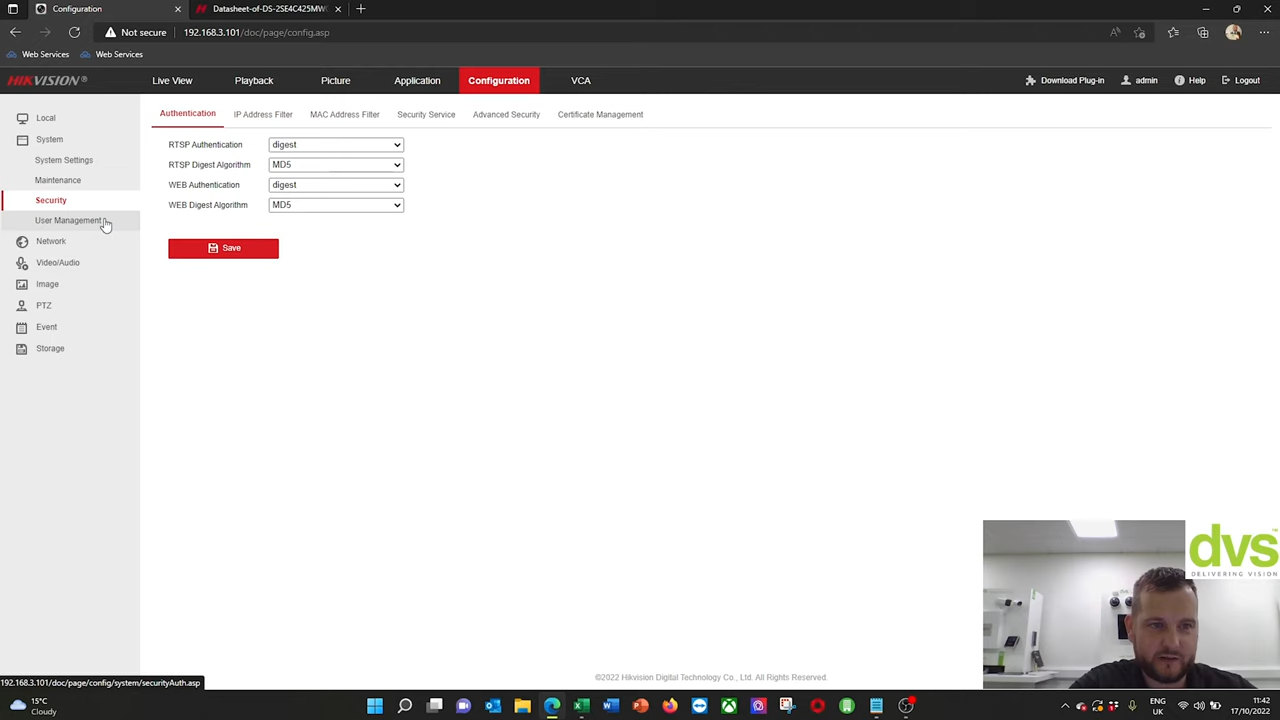 Configuration
Datasheet-of-DS-2SE4C425MW
Not secure
192.168.3.101/doc/page/config.asp
Web Services
Web Services
HIKVISION®
Live View
Playback
Picture
Application
Configuration
VCA
Download Plug-in
admin
Help
Logout
Local
System
System Settings
Maintenance
Security
User Management
Network
Video/Audio
Image
PTZ
Event
Storage
Authentication
IP Address Filter
MAC Address Filter
Security Service
Advanced Security
Certificate Management
RTSP Authentication
digest
RTSP Digest Algorithm
MD5
WEB Authentication
digest
WEB Digest Algorithm
MD5
Save
dvs™
DELIVERING VISION
©2022 Hikvision Digital Technology Co., Ltd. All Rights Reserved.
192.168.3.101/doc/page/config/system/securityAuth.asp
15°C
Cloudy
ENG
UK
11:42
17/10/2022